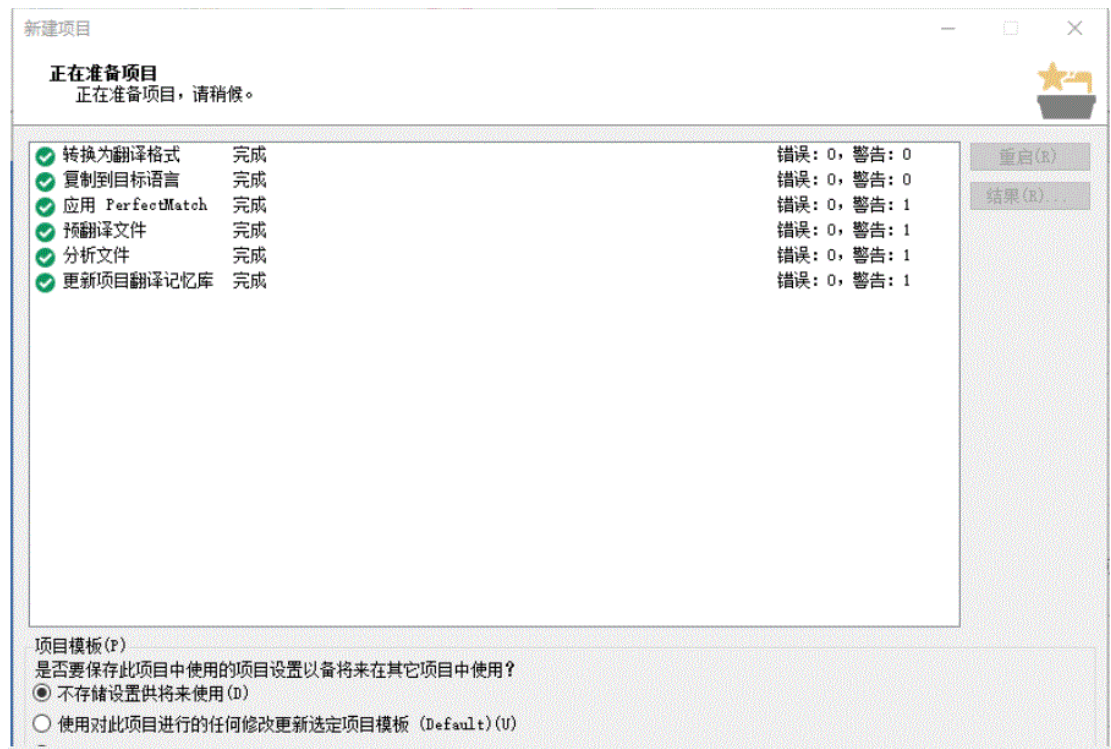 新建项目
正在准备项目
正在准备项目，请稍候。
转换为翻译格式 完成 错误: 0, 警告: 0
复制到目标语言 完成 错误: 0, 警告: 0
应用 PerfectMatch 完成 错误: 0, 警告: 1
预翻译文件 完成 错误: 0, 警告: 1
分析文件 完成 错误: 0, 警告: 1
更新项目翻译记忆库 完成 错误: 0, 警告: 1
重启(R)
结果(R)...
项目模板(P)
是否要保存此项目中使用的项目设置以备将来在其它项目中使用?
不存储设置供将来使用(D)
使用对此项目进行的任何修改更新选定项目模板 (Default)(U)